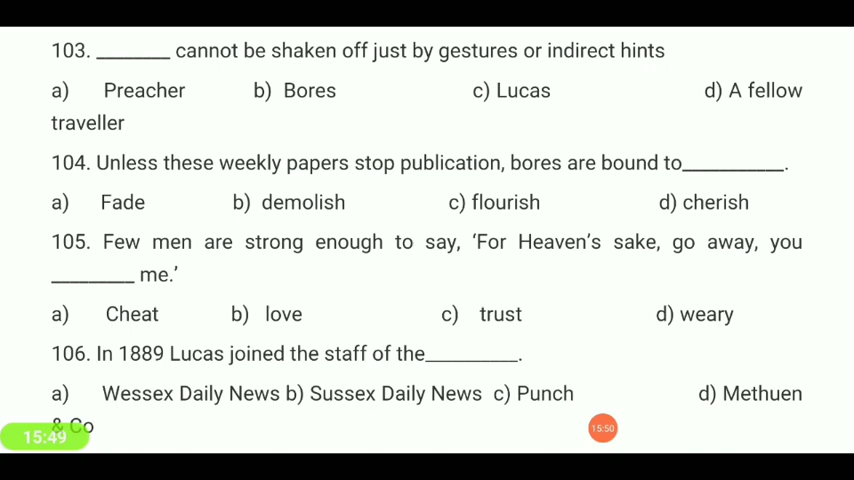 103. ________ cannot be shaken off just by gestures or indirect hints
a) Preacher b) Bores c) Lucas d) A fellow
traveller
104. Unless these weekly papers stop publication, bores are bound to___________.
a) Fade b) demolish c) flourish d) cherish
105. Few men are strong enough to say, ‘For Heaven’s sake, go away, you
_________ me.’
a) Cheat b) love c) trust d) weary
106. In 1889 Lucas joined the staff of the__________.
a) Wessex Daily News b) Sussex Daily News c) Punch d) Methuen
& Co
15:49
15:50